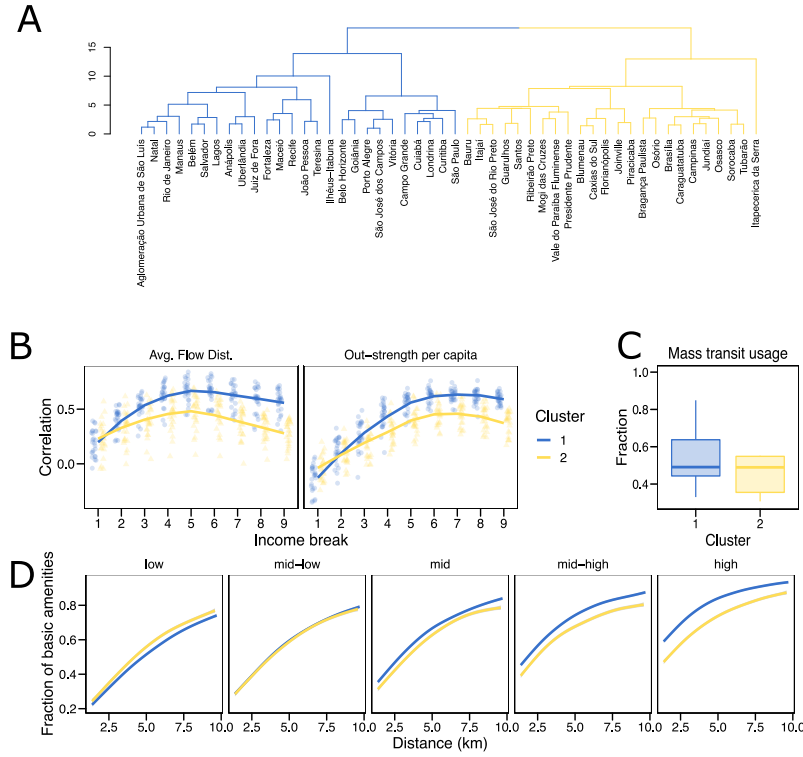 A
15
10
5
0
Aglomeração Urbana de São Luís
Natal
Rio de Janeiro
Manaus
Belém
Salvador
Lagos
Anápolis
Uberlândia
Juiz de Fora
Fortaleza
Maceió
Recife
João Pessoa
Teresina
Ilhéus−Itabuna
Belo Horizonte
Goiânia
Porto Alegre
São José dos Campos
Vitória
Campo Grande
Cuiabá
Londrina
Curitiba
São Paulo
Bauru
Itajaí
São José do Rio Preto
Guarulhos
Santos
Ribeirão Preto
Mogi das Cruzes
Vale do Paraíba Fluminense
Presidente Prudente
Blumenau
Caxias do Sul
Florianópolis
Joinville
Piracicaba
Bragança Paulista
Osório
Brasília
Caraguatatuba
Campinas
Jundiaí
Osasco
Sorocaba
Tubarão
Itapecerica da Serra
B
Avg. Flow Dist.
Out−strength per capita
Correlation
0.5
0.0
1 2 3 4 5 6 7 8 9
1 2 3 4 5 6 7 8 9
Income break
Cluster
1
2
C
Mass transit usage
Fraction
1.0
0.8
0.6
0.4
1 2
Cluster
D
low
mid−low
mid
mid−high
high
Fraction of basic amenities
0.8
0.6
0.4
0.2
2.5 5.0 7.5 10.0
2.5 5.0 7.5 10.0
2.5 5.0 7.5 10.0
2.5 5.0 7.5 10.0
2.5 5.0 7.5 10.0
Distance (km)